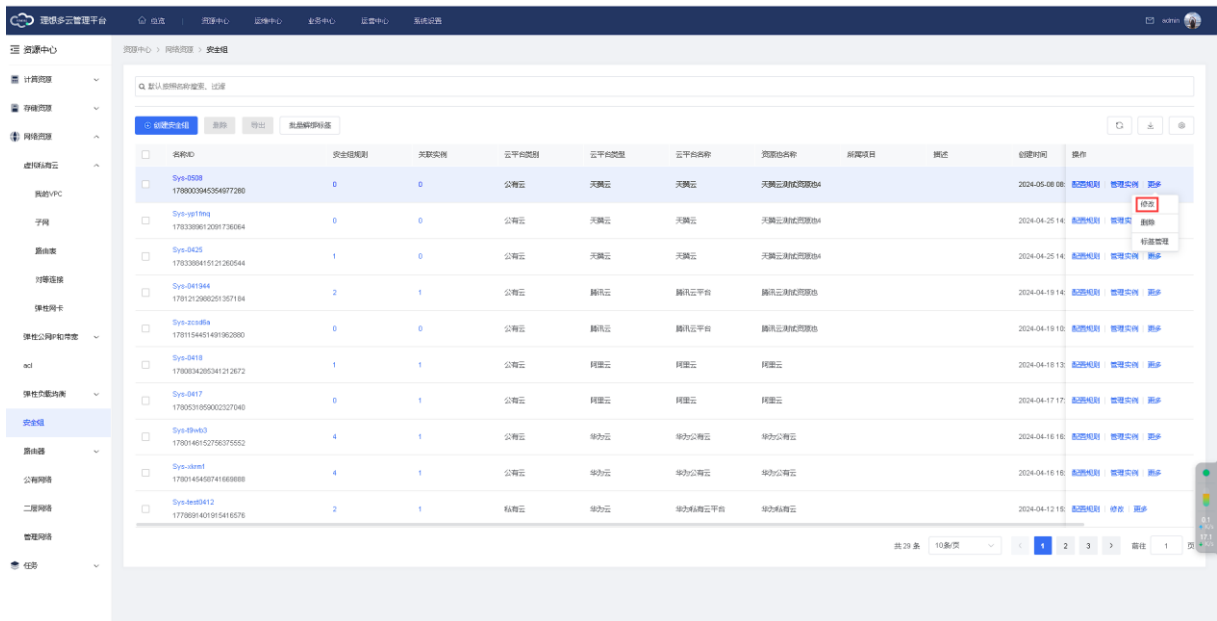 理想多云管理平台 总览 | 资源中心 运维中心 业务中心 运营中心 系统设置 admin
资源中心
资源中心 > 网络资源 > 安全组
计算资源
存储资源
网络资源
虚拟私有云
我的VPC
子网
路由表
对等连接
弹性网卡
弹性公网IP和带宽
acl
弹性负载均衡
安全组
路由器
公有网络
二层网络
管理网络
任务
默认按照名称搜索、过滤
创建安全组 删除 导出 批量解绑标签
名称/ID 安全组规则 关联实例 云平台类别 云平台类型 云平台名称 资源池名称 所属项目 描述 创建时间 操作
Sys-0508
1788003945354977280
0 0 公有云 天翼云 天翼云 天翼云测试资源池4 2024-05-08 08: 配置规则 管理实例 更多
修改
删除
标签管理
Sys-yp1fmq
1783389612091736064
0 0 公有云 天翼云 天翼云 天翼云测试资源池4 2024-04-25 14: 配置规则 管理实
Sys-0425
1783388415121260544
1 0 公有云 天翼云 天翼云 天翼云测试资源池4 2024-04-25 14: 配置规则 管理实例 更多
Sys-041944
1781212988251357184
2 1 公有云 腾讯云 腾讯云平台 腾讯云测试资源池 2024-04-19 14: 配置规则 管理实例 更多
Sys-zcsd6a
1781154451491962880
0 0 公有云 腾讯云 腾讯云平台 腾讯云测试资源池 2024-04-19 10: 配置规则 管理实例 更多
Sys-0418
1780834285341212672
1 1 公有云 阿里云 阿里云 阿里云 2024-04-18 13: 配置规则 管理实例 更多
Sys-0417
1780531859002327040
0 1 公有云 阿里云 阿里云 阿里云 2024-04-17 17: 配置规则 管理实例 更多
Sys-t9wb3
1780146152756375552
4 1 公有云 华为云 华为公有云 华为公有云 2024-04-16 16: 配置规则 管理实例 更多
1780145458741669888
4 1 公有云 华为云 华为公有云 华为公有云 2024-04-16 16: 配置规则 管理实例 更多
Sys-test0412
1778691401915416576
2 1 私有云 华为云 华为私有云平台 华为私有云 2024-04-12 15: 配置规则 修改 更多
共 29 条 10条/页 < 1 2 3 > 前往 1 页